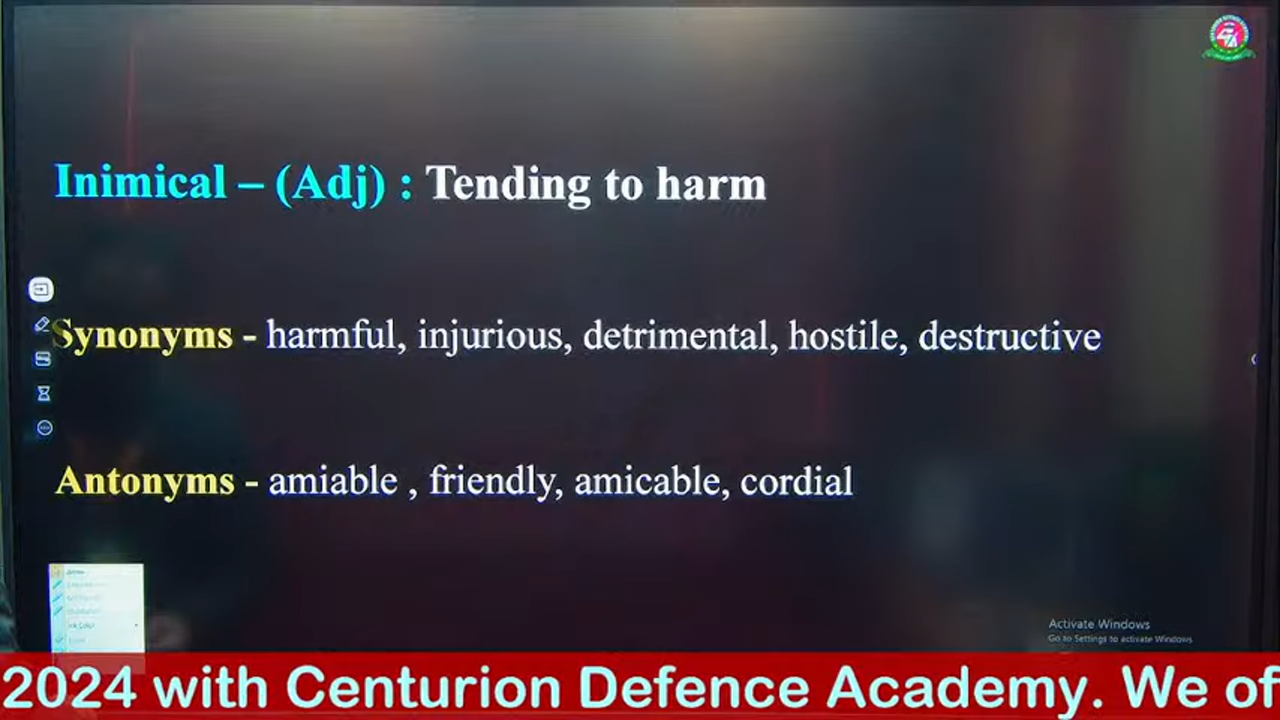 Inimical – (Adj) : Tending to harm
Synonyms - harmful, injurious, detrimental, hostile, destructive
Antonyms - amiable , friendly, amicable, cordial
Activate Windows
Go to Settings to activate Windows.
2024 with Centurion Defence Academy. We of